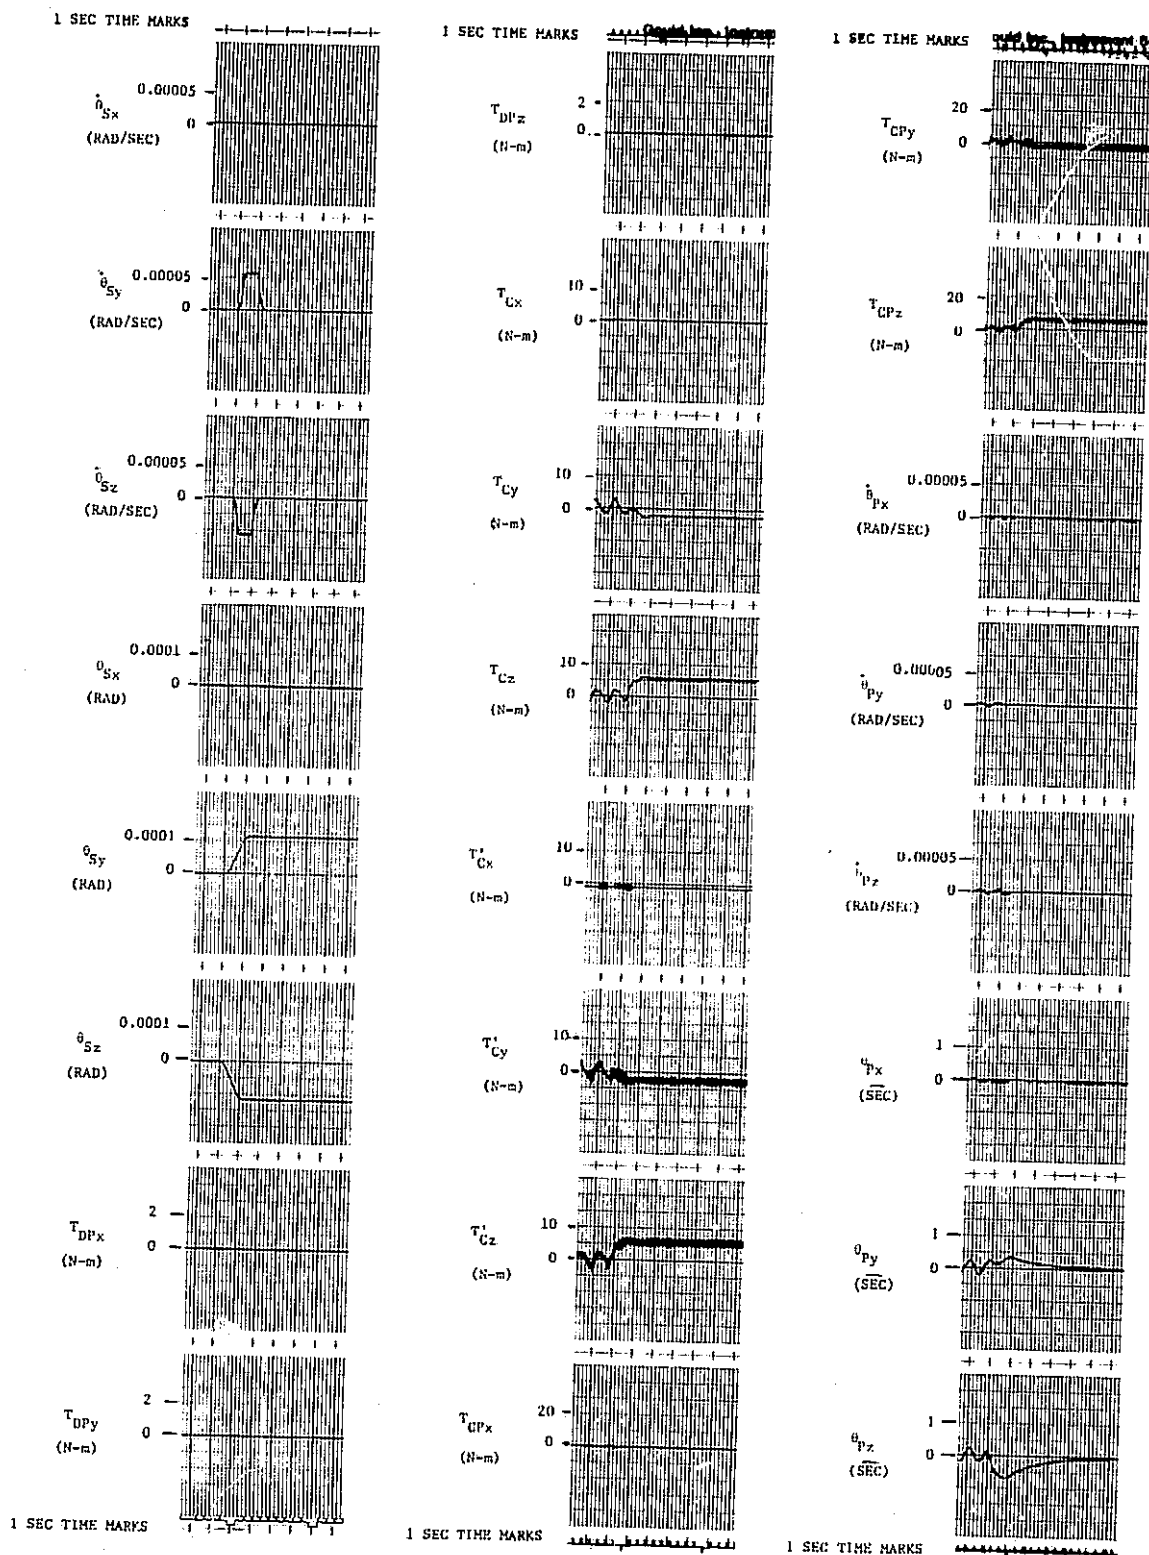 1 SEC TIME MARKS
0.00005
θ̇Sx
0
(RAD/SEC)
0.00005
θ̇Sy
0
(RAD/SEC)
0.00005
θ̇Sz
0
(RAD/SEC)
0.0001
θSx
0
(RAD)
0.0001
θSy
0
(RAD)
0.0001
θSz
0
(RAD)
2
TDPx
0
(N-m)
2
TDPy
0
(N-m)
1 SEC TIME MARKS
1 SEC TIME MARKS
Gould Inc., Instrum
2
TDPz
0
(N-m)
10
TCx
0
(N-m)
10
TCy
0
(N-m)
10
TCz
0
(N-m)
10
T'Cx
0
(N-m)
10
T'Cy
0
(N-m)
10
T'Cz
0
(N-m)
20
TCPx
0
(N-m)
1 SEC TIME MARKS
1 SEC TIME MARKS
ould Inc., Instrument S
20
TCPy
0
(N-m)
20
TCPz
0
(N-m)
0.00005
θ̇Px
0
(RAD/SEC)
0.00005
θ̇Py
0
(RAD/SEC)
0.00005
θ̇Pz
0
(RAD/SEC)
1
θPx
0
(SEC)
1
θPy
0
(SEC)
1
θPz
0
(SEC)
1 SEC TIME MARKS